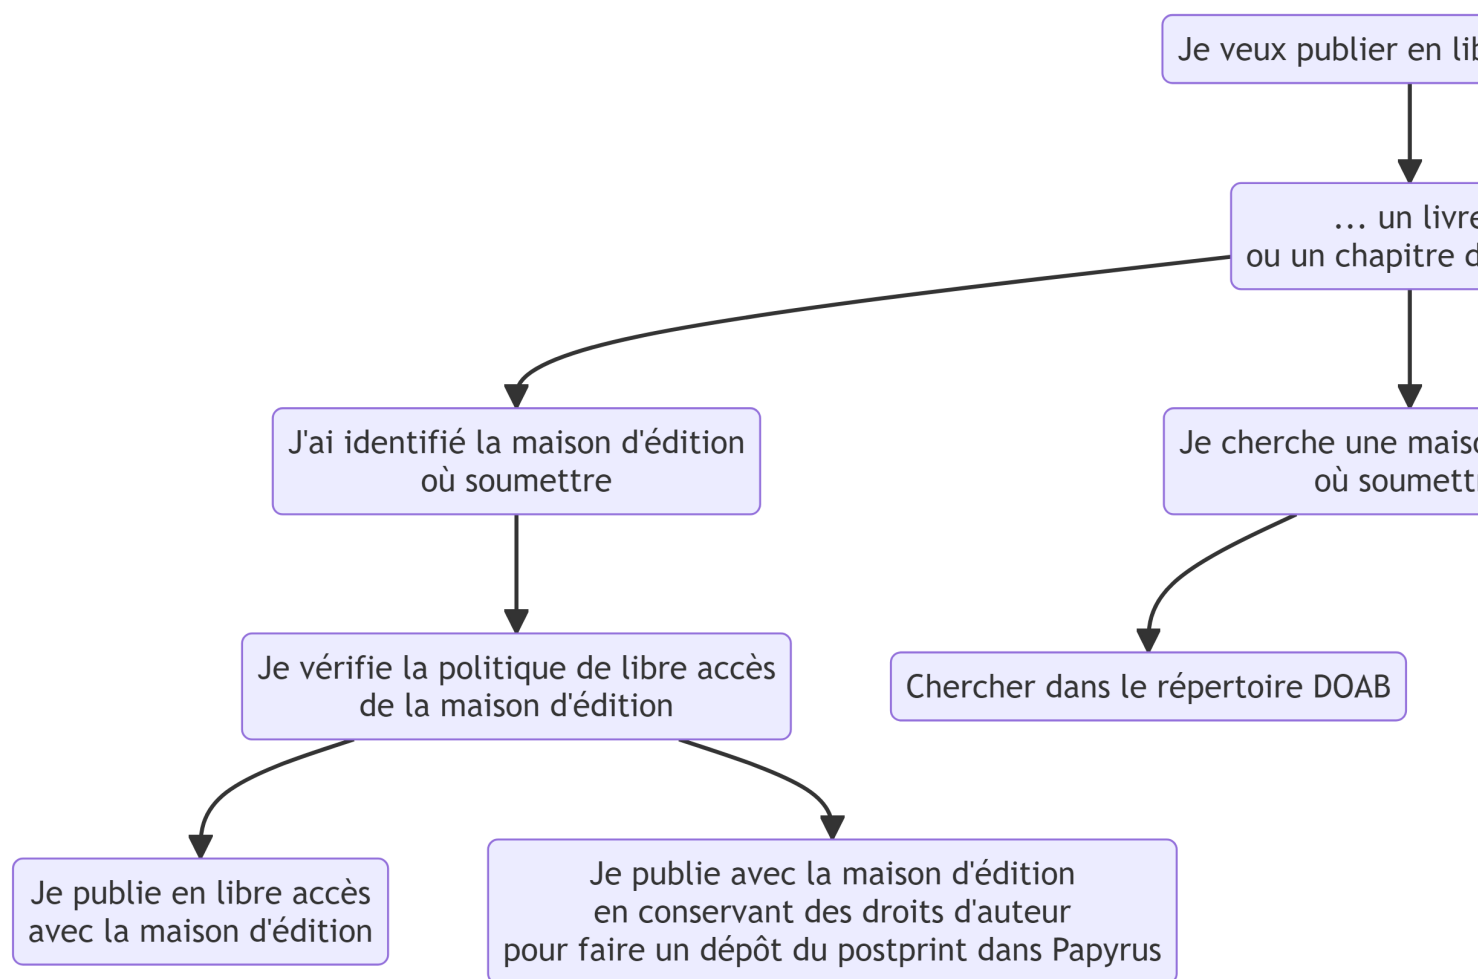 Je veux publier en
... un livre
ou un chapitre
J'ai identifié la maison d'édition
où soumettre
Je cherche une
où
Je vérifie la politique de libre accès
de la maison d'édition
Chercher dans le répertoire DOAB
Je publie en libre accès
avec la maison d'édition
Je publie avec la maison d'édition
en conservant des droits d'auteur
pour faire un dépôt du postprint dans Papyrus